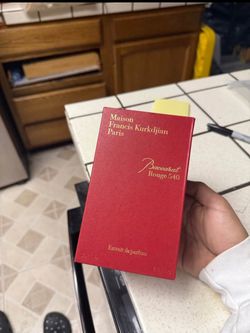 Maison
Francis Kurkdjian
Paris
Baccarat
Rouge 540
Extrait de parfum